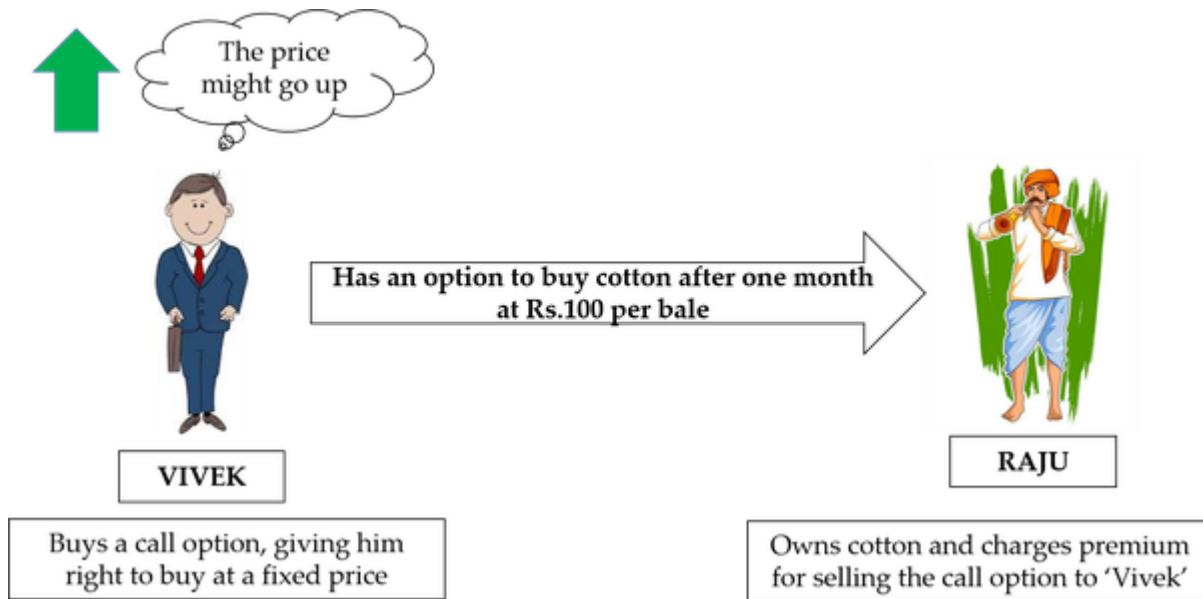 The price
might go up
Has an option to buy cotton after one month
at Rs.100 per bale
VIVEK
RAJU
Buys a call option, giving him
right to buy at a fixed price
Owns cotton and charges premium
for selling the call option to ‘Vivek’